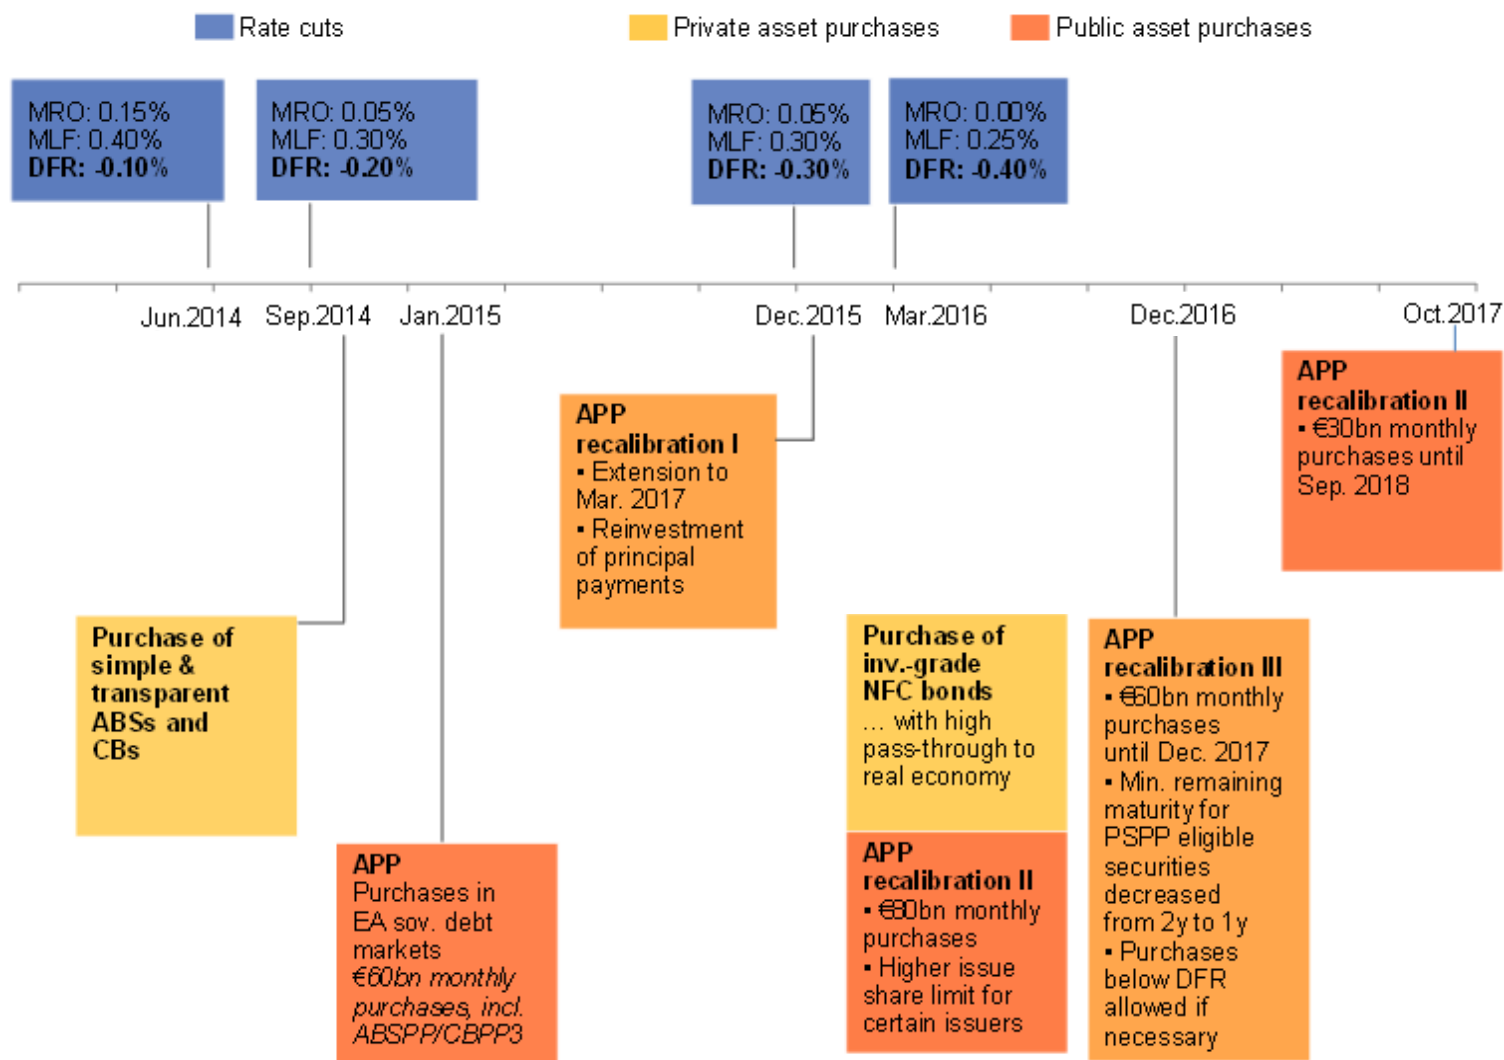 Rate cuts
Private asset purchases
Public asset purchases
MRO: 0.15%
MLF: 0.40%
DFR: -0.10%
MRO: 0.05%
MLF: 0.30%
DFR: -0.20%
MRO: 0.05%
MLF: 0.30%
DFR: -0.30%
MRO: 0.00%
MLF: 0.25%
DFR: -0.40%
Jun.2014
Sep.2014
Jan.2015
Dec.2015
Mar.2016
Dec.2016
Oct.2017
Purchase of
simple &
transparent
ABSs and
CBs
APP
Purchases in
EA sov. debt
markets
€60bn monthly
purchases, incl.
ABSPP/CBPP3
APP
recalibration I
▪ Extension to
Mar. 2017
▪ Reinvestment
of principal
payments
Purchase of
inv.-grade
NFC bonds
... with high
pass-through to
real economy
APP
recalibration II
▪ €80bn monthly
purchases
▪ Higher issue
share limit for
certain issuers
APP
recalibration III
▪ €60bn monthly
purchases
until Dec. 2017
▪ Min. remaining
maturity for
PSPP eligible
securities
decreased
from 2y to 1y
▪ Purchases
below DFR
allowed if
necessary
APP
recalibration II
▪ €30bn monthly
purchases until
Sep. 2018